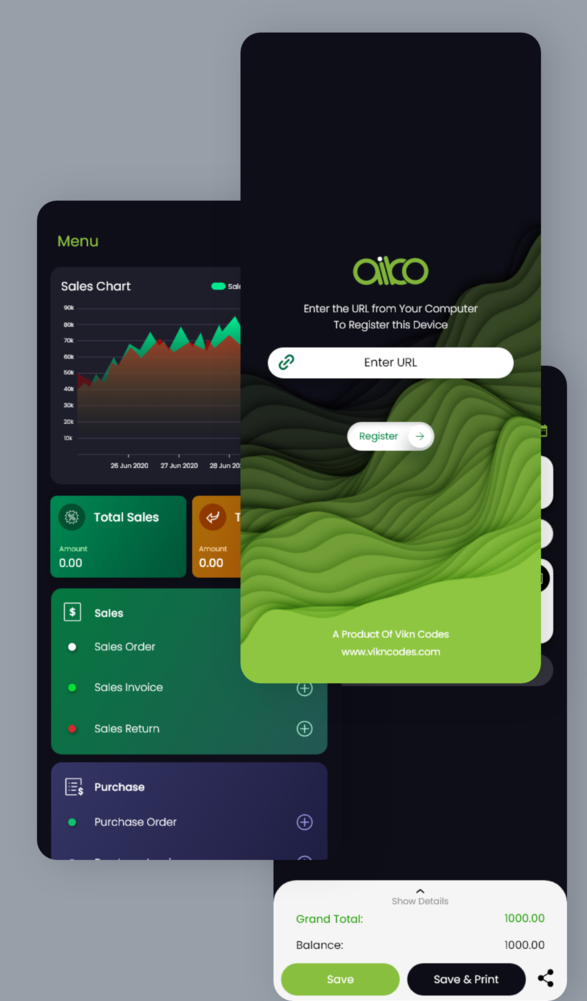 Menu
Sales Chart
90k
80k
70k
60k
50k
40k
30k
20k
10k
26 Jun 2020
27 Jun 2020
28 Jun
Total Sales
Amount
0.00
Amount
0.00
$ Sales
Sales Order
Sales Invoice
Sales Return
Purchase
Purchase Order
aitco
Enter the URL from Your Computer
To Register this Device
Enter URL
Register
A Product Of Vikn Codes
www.vikncodes.com
Show Details
Grand Total: 1000.00
Balance: 1000.00
Save
Save & Print